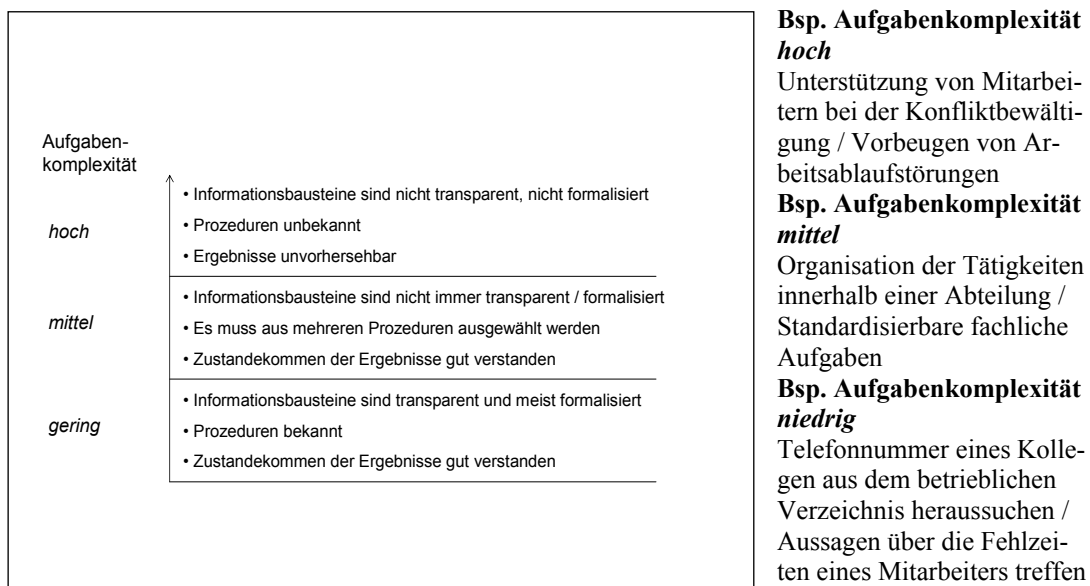 Aufgaben-
komplexität
hoch
• Informationsbausteine sind nicht transparent, nicht formalisiert
• Prozeduren unbekannt
• Ergebnisse unvorhersehbar
mittel
• Informationsbausteine sind nicht immer transparent / formalisiert
• Es muss aus mehreren Prozeduren ausgewählt werden
• Zustandekommen der Ergebnisse gut verstanden
gering
• Informationsbausteine sind transparent und meist formalisiert
• Prozeduren bekannt
• Zustandekommen der Ergebnisse gut verstanden
Bsp. Aufgabenkomplexität
hoch
Unterstützung von Mitarbei-
tern bei der Konfliktbewälti-
gung / Vorbeugen von Ar-
beitsablaufstörungen
Bsp. Aufgabenkomplexität
mittel
Organisation der Tätigkeiten
innerhalb einer Abteilung /
Standardisierbare fachliche
Aufgaben
Bsp. Aufgabenkomplexität
niedrig
Telefonnummer eines Kolle-
gen aus dem betrieblichen
Verzeichnis heraussuchen /
Aussagen über die Fehlzei-
ten eines Mitarbeiters treffen